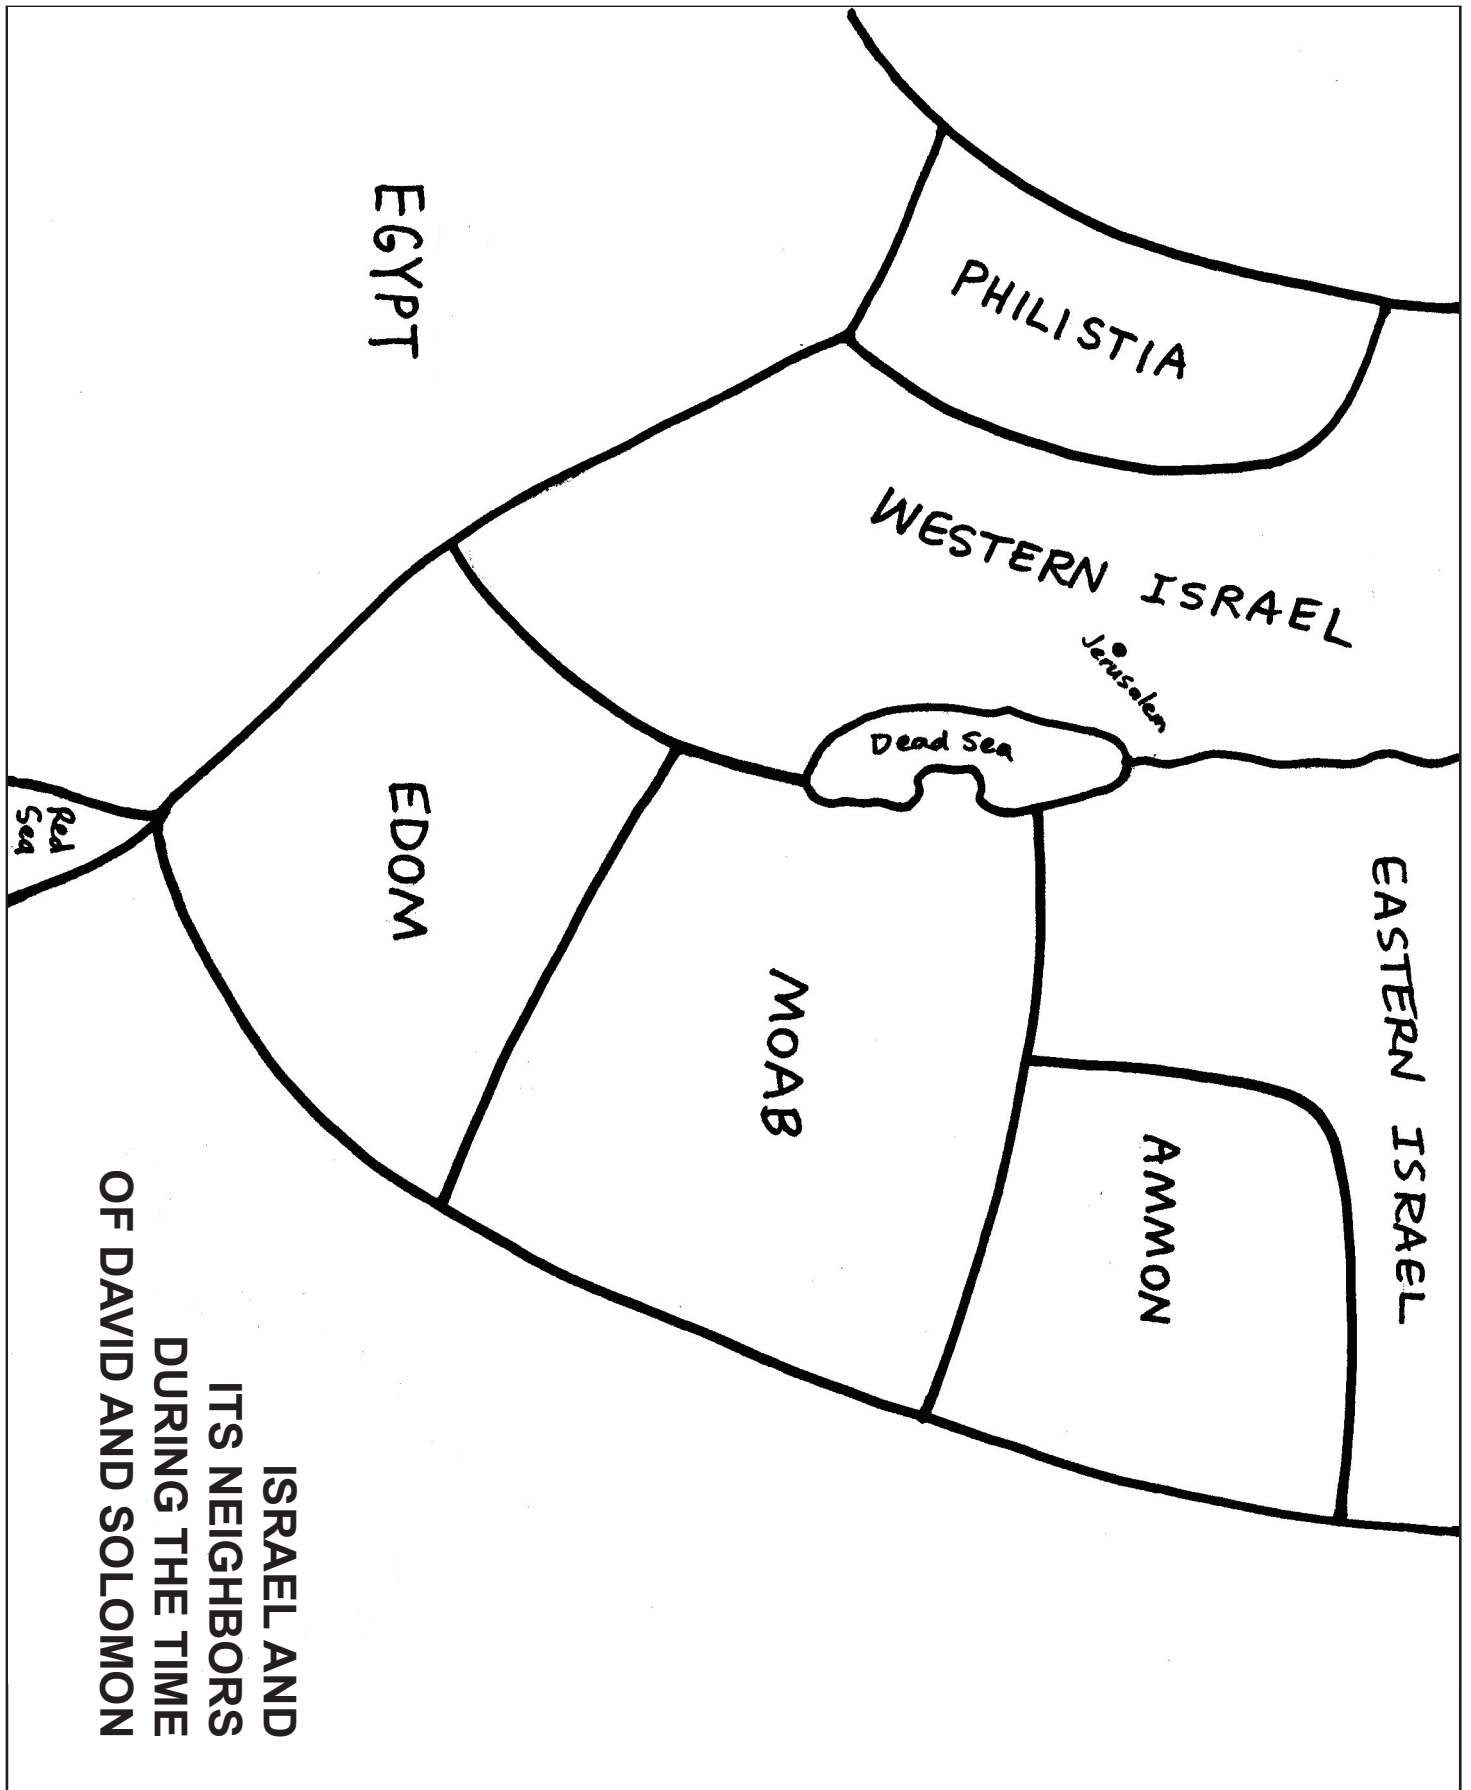 PHILISTIA
EGYPT
WESTERN ISRAEL
Jerusalem
Dead Sea
EASTERN ISRAEL
AMMON
MOAB
EDOM
Red
Sea
ISRAEL AND
ITS NEIGHBORS
DURING THE TIME
OF DAVID AND SOLOMON